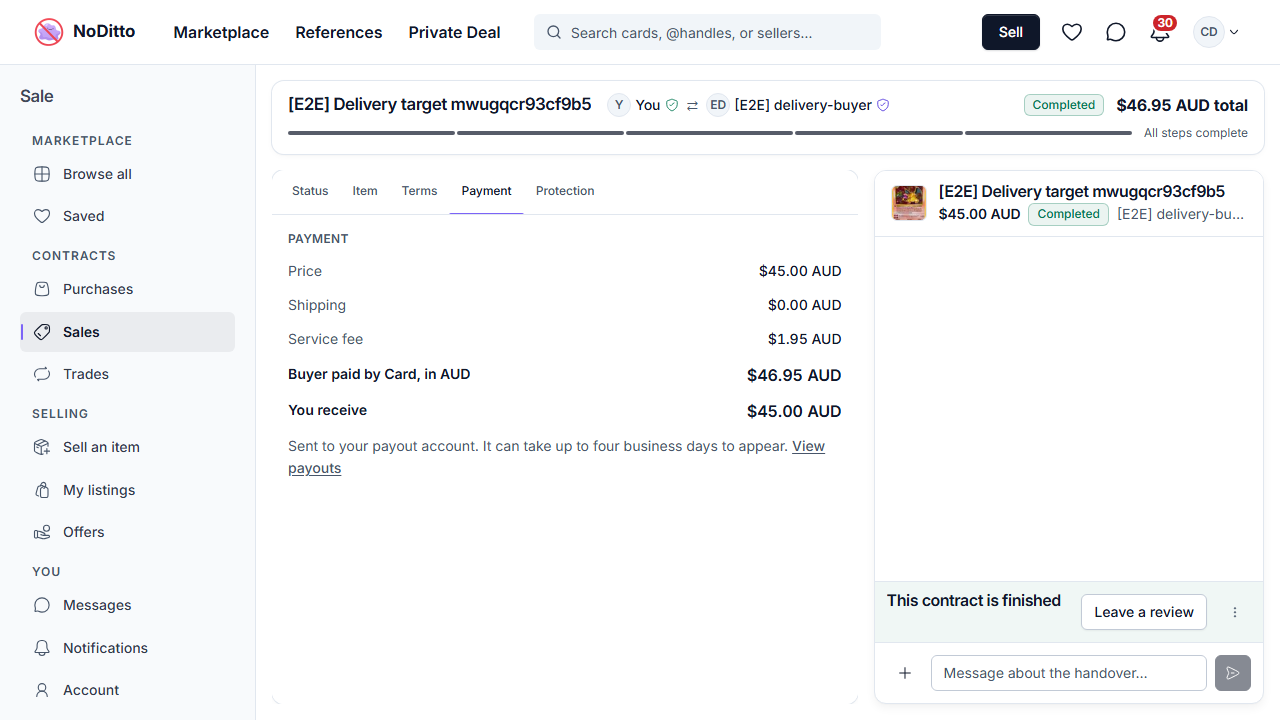 NoDitto
Marketplace
References
Private Deal
Search cards, @handles, or sellers...
Sell
30
CD
Sale
MARKETPLACE
Browse all
Saved
CONTRACTS
Purchases
Sales
Trades
SELLING
Sell an item
My listings
Offers
YOU
Messages
Notifications
Account
[E2E] Delivery target mwugqcr93cf9b5
Y You
ED [E2E] delivery-buyer
Completed
$46.95 AUD total
All steps complete
Status
Item
Terms
Payment
Protection
PAYMENT
Price $45.00 AUD
Shipping $0.00 AUD
Service fee $1.95 AUD
Buyer paid by Card, in AUD $46.95 AUD
You receive $45.00 AUD
Sent to your payout account. It can take up to four business days to appear. View
payouts
[E2E] Delivery target mwugqcr93cf9b5
$45.00 AUD Completed [E2E] delivery-bu...
This contract is finished
Leave a review
Message about the handover...